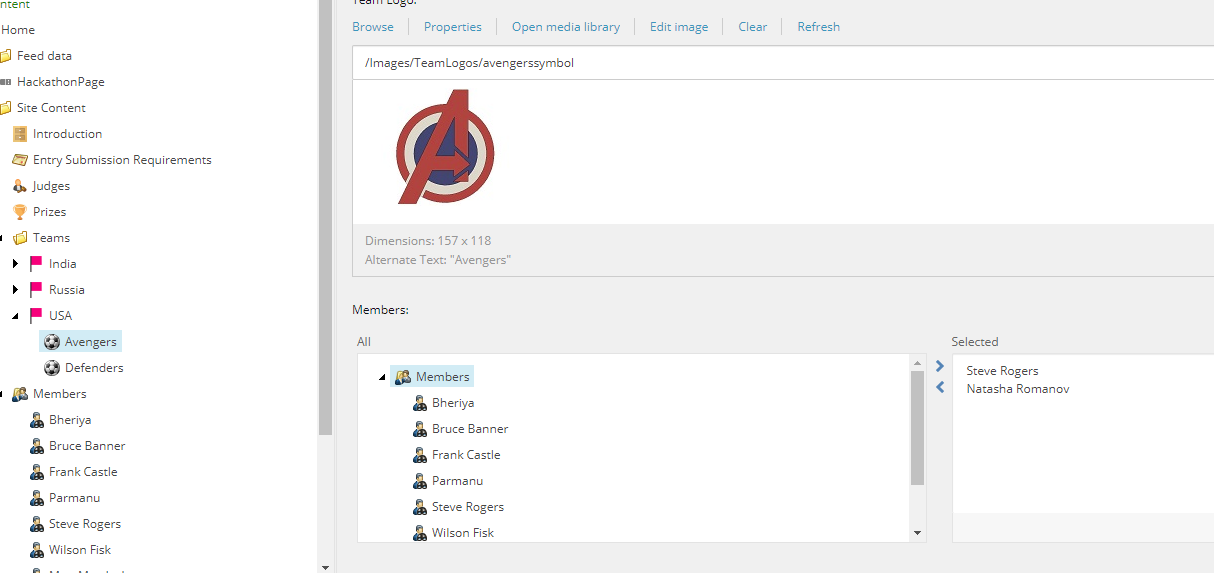 ntent
Home
Feed data
HackathonPage
Site Content
Introduction
Entry Submission Requirements
Judges
Prizes
Teams
India
Russia
USA
Avengers
Defenders
Members
Bheriya
Bruce Banner
Frank Castle
Parmanu
Steve Rogers
Wilson Fisk
Team Logo:
Browse
Properties
Open media library
Edit image
Clear
Refresh
/Images/TeamLogos/avengerssymbol
A
Dimensions: 157 x 118
Alternate Text: "Avengers"
Members:
All
Members
Bheriya
Bruce Banner
Frank Castle
Parmanu
Steve Rogers
Wilson Fisk
Selected
Steve Rogers
Natasha Romanov